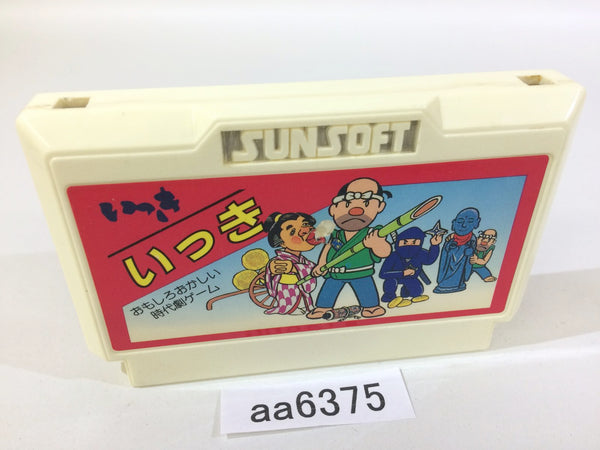 SUNSOFT
いっき
いっき
おもしろおかしい
時代劇ゲーム
aa6375